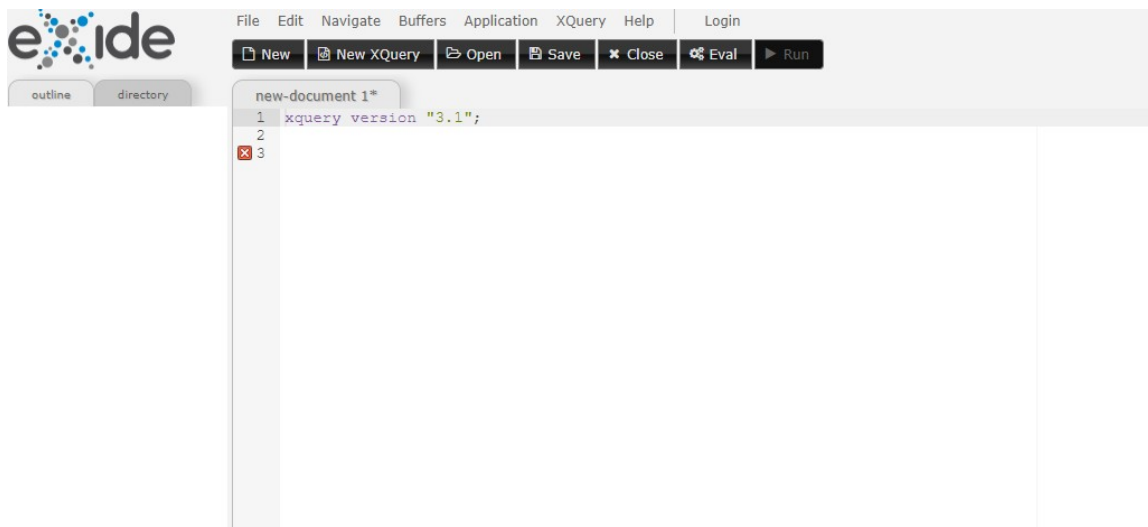 eXide
File Edit Navigate Buffers Application XQuery Help Login
New New XQuery Open Save Close Eval Run
outline directory
new-document 1*
1 xquery version "3.1";
2
3